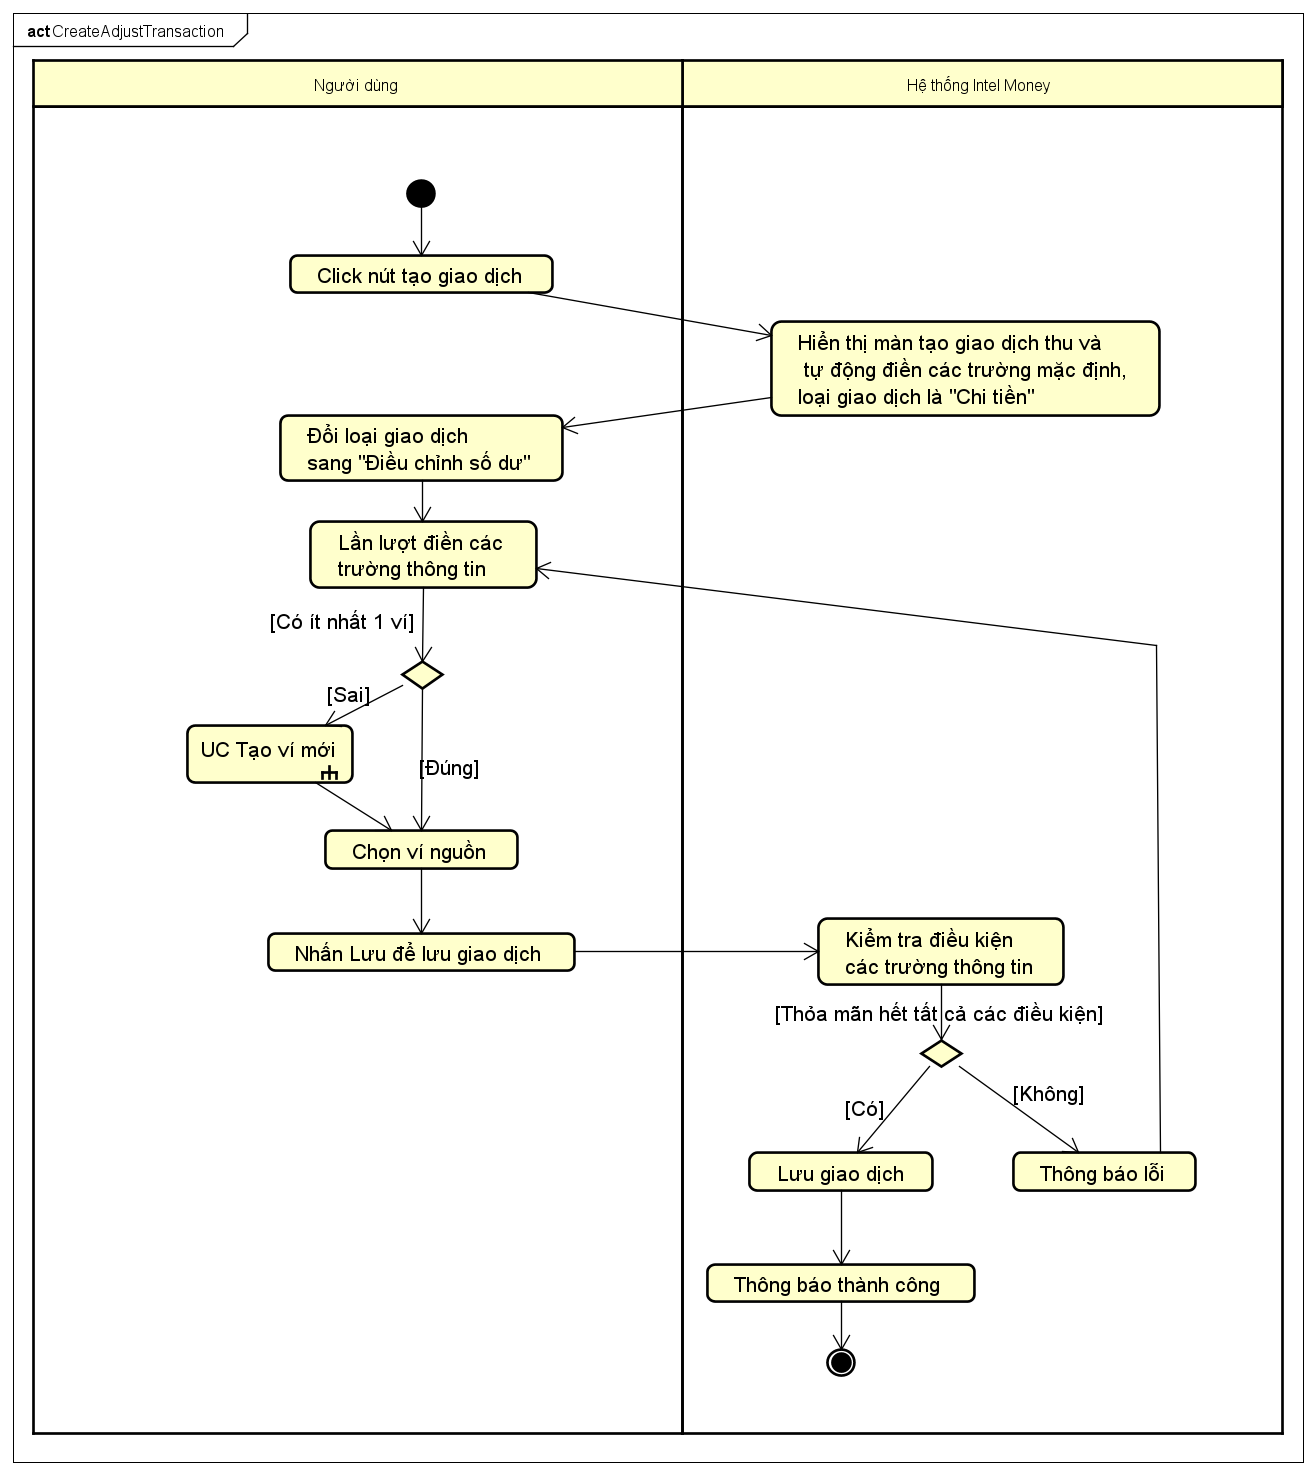 act CreateAdjustTransaction
Người dùng
Hệ thống Intel Money
Click nút tạo giao dịch
Hiển thị màn tạo giao dịch thu và
tự động điền các trường mặc định,
loại giao dịch là "Chi tiền"
Đổi loại giao dịch
sang "Điều chỉnh số dư"
Lần lượt điền các
trường thông tin
[Có ít nhất 1 ví]
[Sai]
UC Tạo ví mới
[Đúng]
Chọn ví nguồn
Nhấn Lưu để lưu giao dịch
Kiểm tra điều kiện
các trường thông tin
[Thỏa mãn hết tất cả các điều kiện]
[Có]
[Không]
Lưu giao dịch
Thông báo lỗi
Thông báo thành công